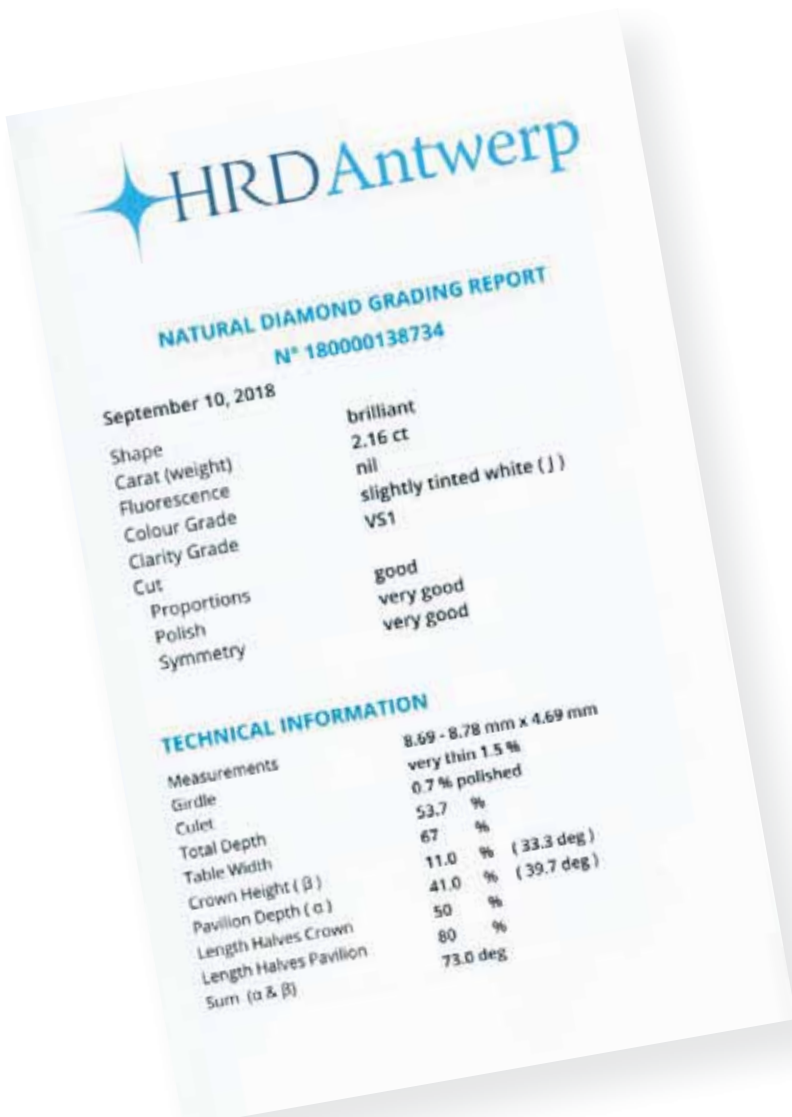 HRD Antwerp
NATURAL DIAMOND GRADING REPORT
N° 180000138734
September 10, 2018
Shape brilliant
Carat (weight) 2.16 ct
Fluorescence nil
Colour Grade slightly tinted white ( J )
Clarity Grade VS1
Cut
Proportions good
Polish very good
Symmetry very good
TECHNICAL INFORMATION
Measurements 8.69 - 8.78 mm x 4.69 mm
Girdle very thin 1.5 %
Culet 0.7 % polished
Total Depth 53.7 %
Table Width 67 %
Crown Height ( β ) 11.0 % ( 33.3 deg )
Pavilion Depth ( α ) 41.0 % ( 39.7 deg )
Length Halves Crown 50 %
Length Halves Pavilion 80 %
Sum (α & β) 73.0 deg